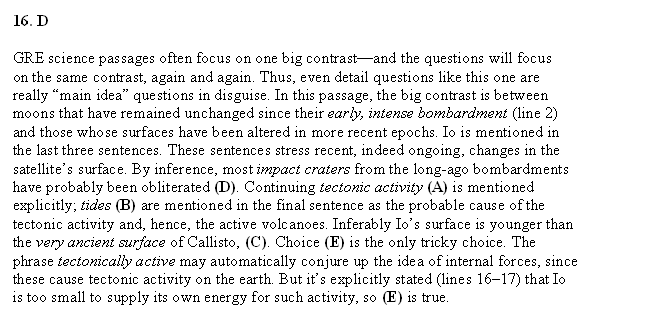 16. D
GRE science passages often focus on one big contrast—and the questions will focus
on the same contrast, again and again. Thus, even detail questions like this one are
really “main idea” questions in disguise. In this passage, the big contrast is between
moons that have remained unchanged since their early, intense bombardment (line 2)
and those whose surfaces have been altered in more recent epochs. Io is mentioned in
the last three sentences. These sentences stress recent, indeed ongoing, changes in the
satellite’s surface. By inference, most impact craters from the long-ago bombardments
have probably been obliterated (D). Continuing tectonic activity (A) is mentioned
explicitly; tides (B) are mentioned in the final sentence as the probable cause of the
tectonic activity and, hence, the active volcanoes. Inferably Io’s surface is younger than
the very ancient surface of Callisto, (C). Choice (E) is the only tricky choice. The
phrase tectonically active may automatically conjure up the idea of internal forces, since
these cause tectonic activity on the earth. But it’s explicitly stated (lines 16–17) that Io
is too small to supply its own energy for such activity, so (E) is true.